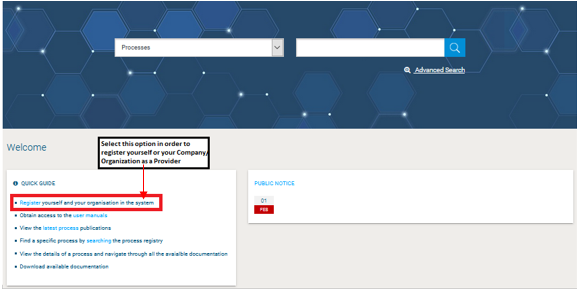 Processes
Advanced Search
Welcome
Select this option in order to
register yourself or your Company/
Organization as a Provider
QUICK GUIDE
Register yourself and your organisation in the system
Obtain access to the user manuals
View the latest process publications
Find a specific process by searching the process registry
View the details of a process and navigate through all the avaialble documentation
Download available documentation
PUBLIC NOTICE
01
FEB